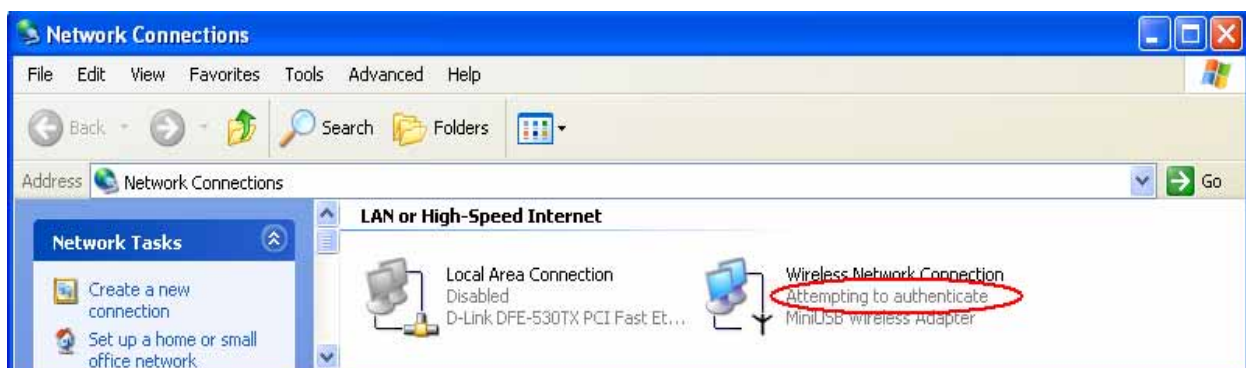 Network Connections
File Edit View Favorites Tools Advanced Help
Back Search Folders
Address Network Connections Go
LAN or High-Speed Internet
Network Tasks
Create a new
connection
Set up a home or small
office network
Local Area Connection
Disabled
D-Link DFE-530TX PCI Fast Et...
Wireless Network Connection
Attempting to authenticate
MiniUSB Wireless Adapter